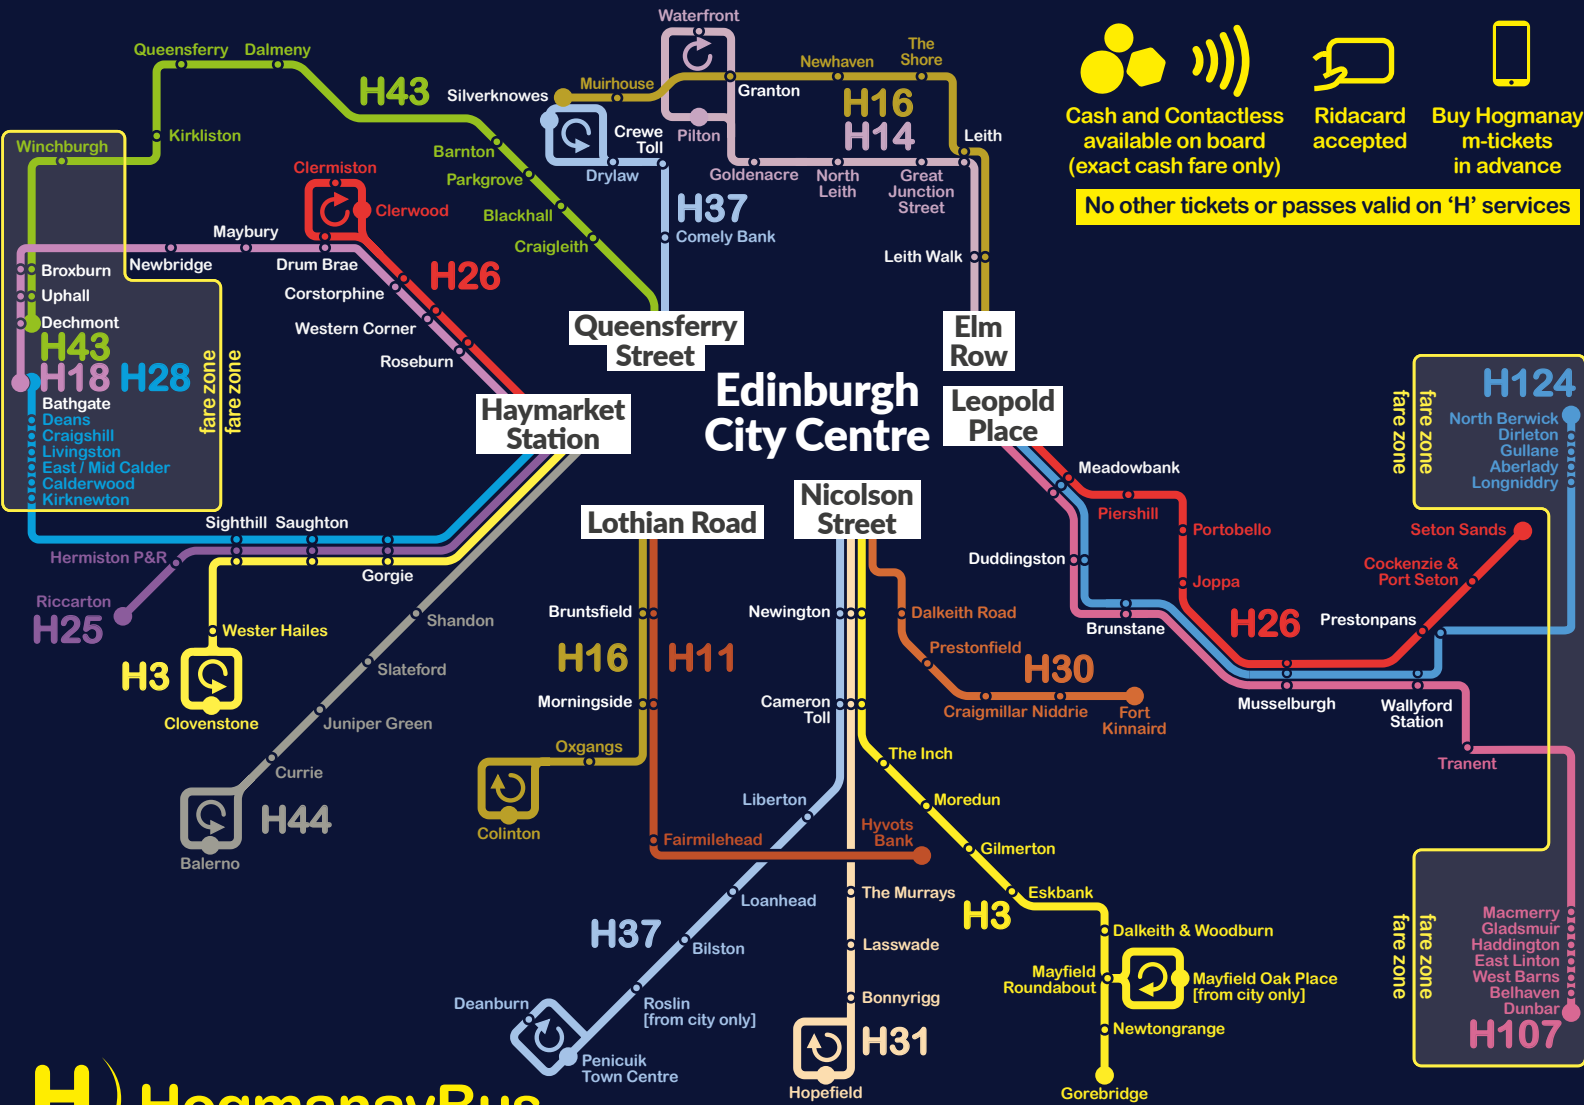 Waterfront
Queensferry
Dalmeny
H43
Silverknowes
Muirhouse
Newhaven
The
Shore
Granton
H16
H14
Leith
Pilton
Crewe
Toll
Drylaw
Goldenacre
North
Leith
Great
Junction
Street
H37
Comely Bank
Leith Walk
Kirkliston
Winchburgh
Barnton
Parkgrove
Blackhall
Craigleith
Clermiston
Clerwood
Maybury
Newbridge
Drum Brae
H26
Corstorphine
Western Corner
Roseburn
Broxburn
Uphall
Dechmont
H43
H18 H28
Bathgate
Deans
Craigshill
Livingston
East / Mid Calder
Calderwood
Kirknewton
fare zone
fare zone
Cash and Contactless
available on board
(exact cash fare only)
Ridacard
accepted
Buy Hogmanay
m-tickets
in advance
No other tickets or passes valid on ‘H’ services
Queensferry
Street
Elm
Row
Haymarket
Station
Edinburgh
City Centre
Leopold
Place
Lothian Road
Nicolson
Street
Sighthill Saughton
Gorgie
Hermiston P&R
Riccarton
H25
Wester Hailes
H3
Clovenstone
Shandon
Slateford
Juniper Green
Currie
H44
Balerno
Bruntsfield
H16 H11
Morningside
Oxgangs
Colinton
Fairmilehead
Hyvots
Bank
Newington
Cameron
Toll
Dalkeith Road
Prestonfield
H30
Craigmillar Niddrie
Fort
Kinnaird
The Inch
Moredun
Gilmerton
Eskbank
H3
Dalkeith & Woodburn
Mayfield
Roundabout
Mayfield Oak Place
[from city only]
Newtongrange
Gorebridge
Liberton
Loanhead
H37
Bilston
Roslin
[from city only]
Deanburn
Penicuik
Town Centre
The Murrays
Lasswade
Bonnyrigg
H31
Hopefield
Meadowbank
Piershill
Portobello
Joppa
Duddingston
Brunstane
H26
Musselburgh
Prestonpans
Wallyford
Station
Tranent
Seton Sands
Cockenzie &
Port Seton
fare zone
fare zone
H124
North Berwick
Dirleton
Gullane
Aberlady
Longniddry
fare zone
fare zone
Macmerry
Gladsmuir
Haddington
East Linton
West Barns
Belhaven
Dunbar
H107
H
HogmanayBus